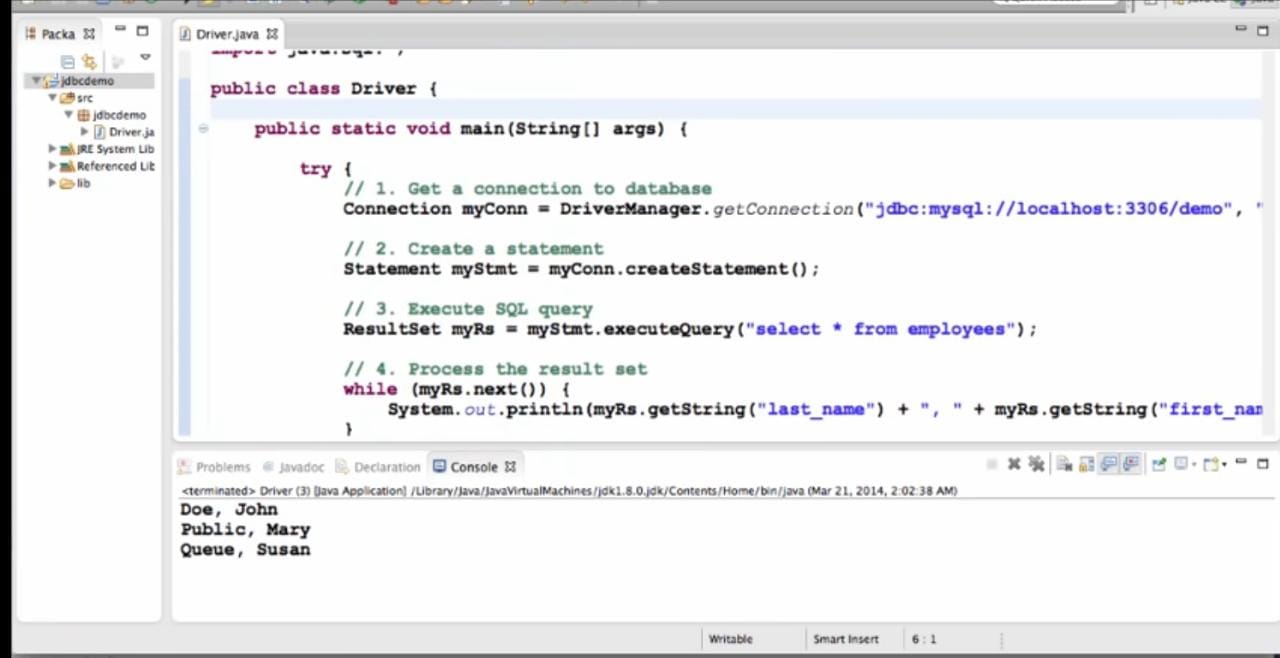 Packa
Driver.java
jdbcdemo
src
jdbcdemo
Driver.ja
JRE System Lib
Referenced Lib
lib
public class Driver {
public static void main(String[] args) {
try {
// 1. Get a connection to database
Connection myConn = DriverManager.getConnection("jdbc:mysql://localhost:3306/demo", "
// 2. Create a statement
Statement myStmt = myConn.createStatement();
// 3. Execute SQL query
ResultSet myRs = myStmt.executeQuery("select * from employees");
// 4. Process the result set
while (myRs.next()) {
System.out.println(myRs.getString("last_name") + ", " + myRs.getString("first_nam
}
Problems Javadoc Declaration Console
<terminated> Driver (3) [Java Application] /Library/Java/JavaVirtualMachines/jdk1.8.0.jdk/Contents/Home/bin/java (Mar 21, 2014, 2:02:38 AM)
Doe, John
Public, Mary
Queue, Susan
Writable Smart Insert 6 : 1